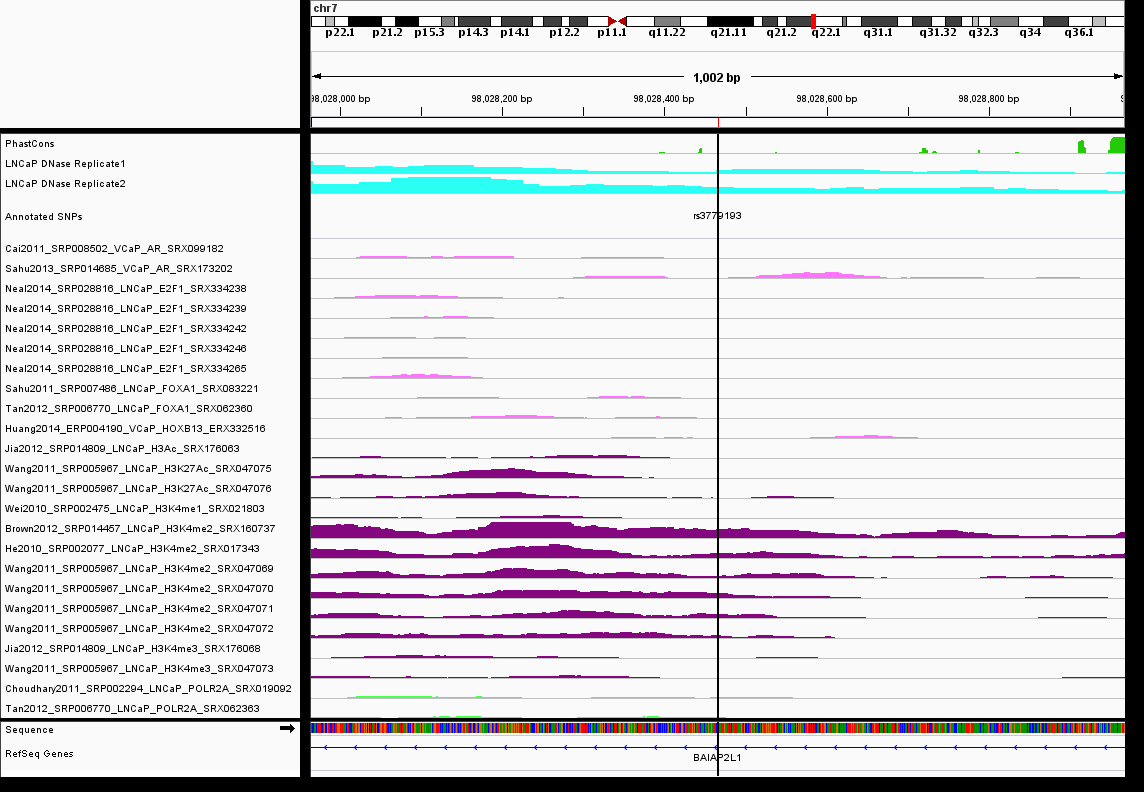 chr7
p22.1 p21.2 p15.3 p14.3 p14.1 p12.2 p11.1 q11.22 q21.11 q21.2 q22.1 q31.1 q31.32 q32.3 q34 q36.1
1,002 bp
98,028,000 bp 98,028,200 bp 98,028,400 bp 98,028,600 bp 98,028,800 bp
PhastCons
LNCaP DNase Replicate1
LNCaP DNase Replicate2
Annotated SNPs rs3779193
Cai2011_SRP008502_VCaP_AR_SRX099182
Sahu2013_SRP014685_VCaP_AR_SRX173202
Neal2014_SRP028816_LNCaP_E2F1_SRX334238
Neal2014_SRP028816_LNCaP_E2F1_SRX334239
Neal2014_SRP028816_LNCaP_E2F1_SRX334242
Neal2014_SRP028816_LNCaP_E2F1_SRX334246
Neal2014_SRP028816_LNCaP_E2F1_SRX334265
Sahu2011_SRP007486_LNCaP_FOXA1_SRX083221
Tan2012_SRP006770_LNCaP_FOXA1_SRX062360
Huang2014_ERP004190_VCaP_HOXB13_ERX332516
Jia2012_SRP014809_LNCaP_H3Ac_SRX176063
Wang2011_SRP005967_LNCaP_H3K27Ac_SRX047075
Wang2011_SRP005967_LNCaP_H3K27Ac_SRX047076
Wei2010_SRP002475_LNCaP_H3K4me1_SRX021803
Brown2012_SRP014457_LNCaP_H3K4me2_SRX160737
He2010_SRP002077_LNCaP_H3K4me2_SRX017343
Wang2011_SRP005967_LNCaP_H3K4me2_SRX047069
Wang2011_SRP005967_LNCaP_H3K4me2_SRX047070
Wang2011_SRP005967_LNCaP_H3K4me2_SRX047071
Wang2011_SRP005967_LNCaP_H3K4me2_SRX047072
Jia2012_SRP014809_LNCaP_H3K4me3_SRX176068
Wang2011_SRP005967_LNCaP_H3K4me3_SRX047073
Choudhary2011_SRP002294_LNCaP_POLR2A_SRX019092
Tan2012_SRP006770_LNCaP_POLR2A_SRX062363
Sequence
RefSeq Genes
BAIAP2L1